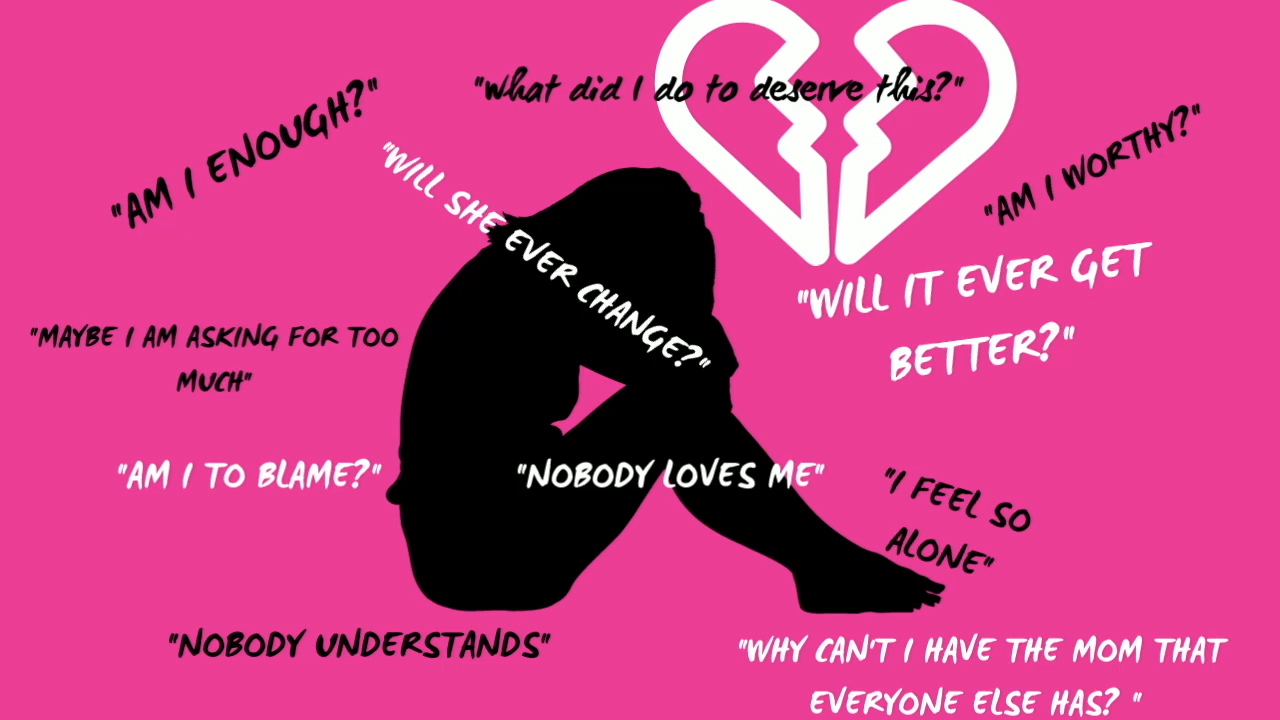 "what did I do to deserve this?"
"AM I ENOUGH?"
"AM I WORTHY?"
"WILL SHE EVER CHANGE?"
"WILL IT EVER GET
BETTER?"
"MAYBE I AM ASKING FOR TOO
MUCH"
"AM I TO BLAME?"
"NOBODY LOVES ME"
"I FEEL SO
ALONE"
"NOBODY UNDERSTANDS"
"WHY CAN'T I HAVE THE MOM THAT
EVERYONE ELSE HAS? "